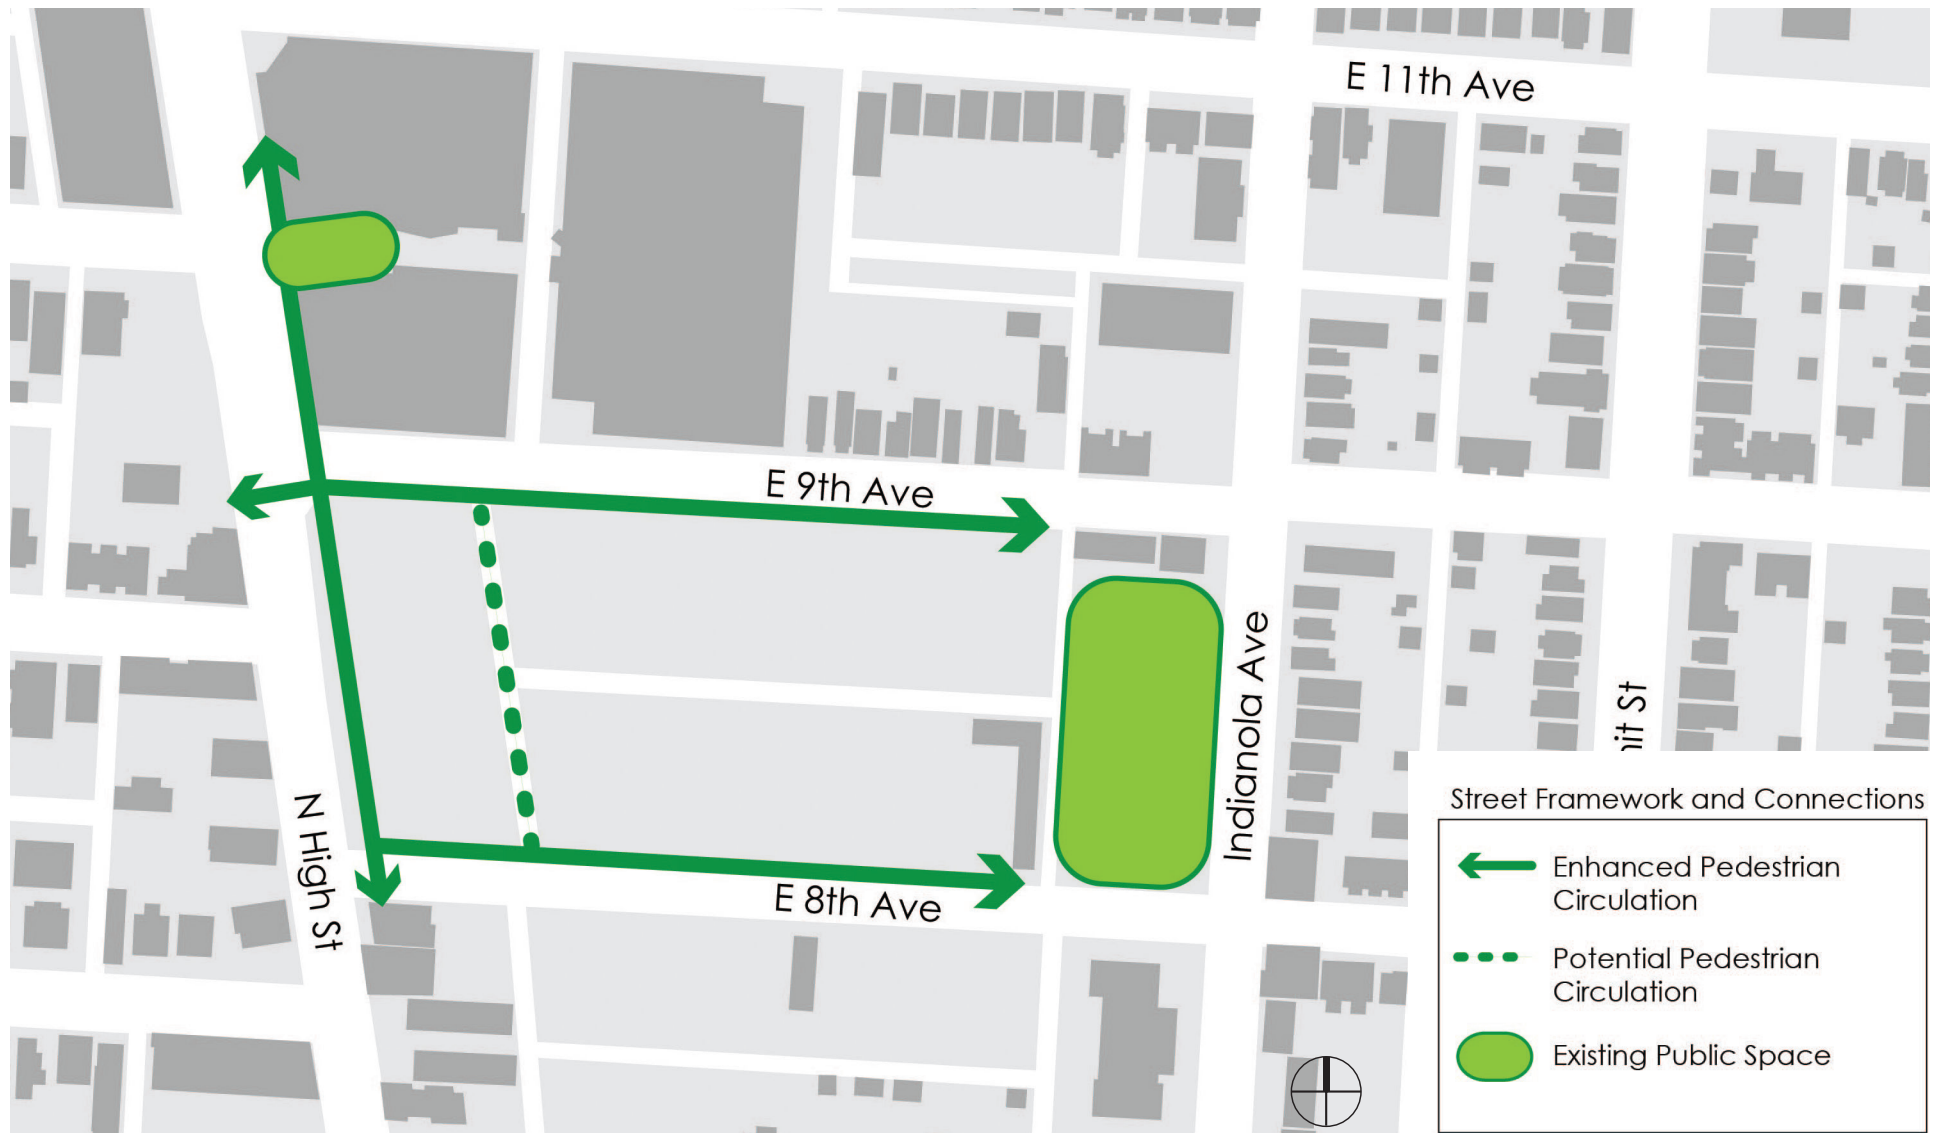 E 11th Ave
E 9th Ave
Indianola Ave
St
N High St
E 8th Ave
Street Framework and Connections
Enhanced Pedestrian
Circulation
Potential Pedestrian
Circulation
Existing Public Space